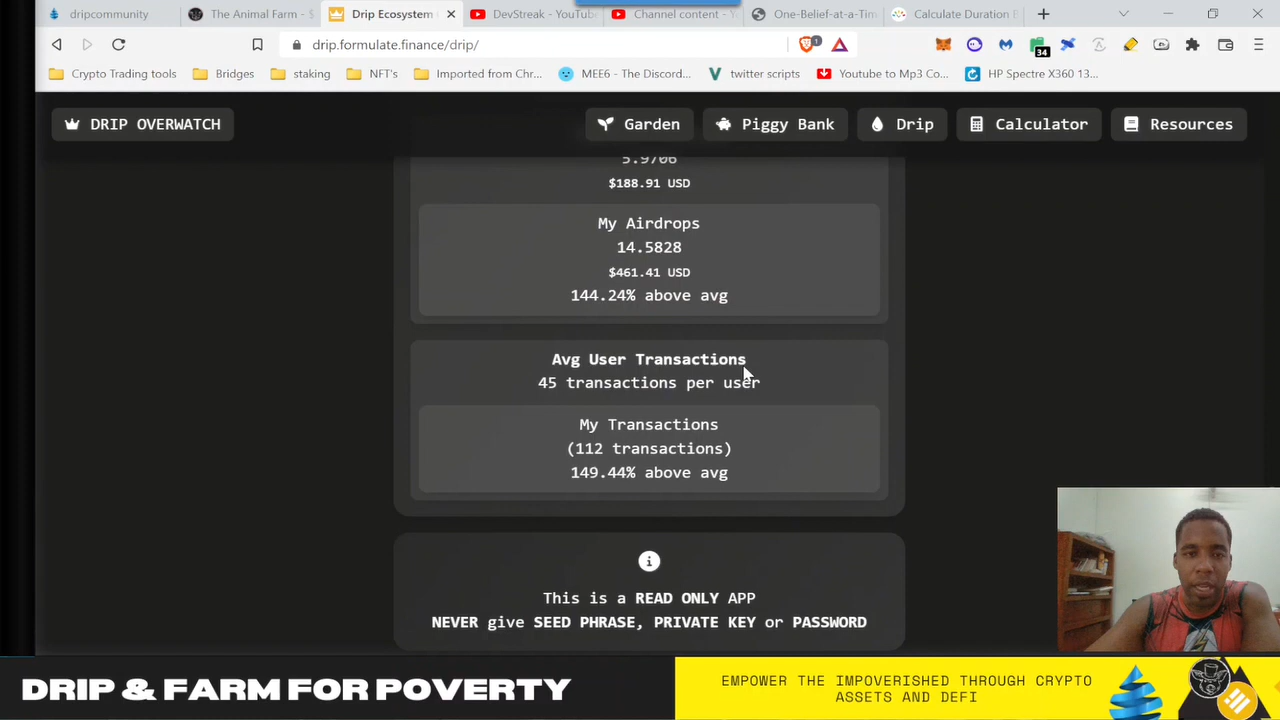 dripcommunity
The Animal Farm - $
Drip Ecosystem
DevStreak - YouTube
Channel content - Y
One-Belief-at-a-Tim
Calculate Duration B
drip.formulate.finance/drip/
1
34
Crypto Trading tools
Bridges
staking
NFT's
Imported from Chr...
MEE6 - The Discord...
twitter scripts
Youtube to Mp3 Co...
HP Spectre X360 13...
DRIP OVERWATCH
Garden
Piggy Bank
Drip
Calculator
Resources
5.9706
$188.91 USD
My Airdrops
14.5828
$461.41 USD
144.24% above avg
Avg User Transactions
45 transactions per user
My Transactions
(112 transactions)
149.44% above avg
This is a READ ONLY APP
NEVER give SEED PHRASE, PRIVATE KEY or PASSWORD
DRIP & FARM FOR POVERTY
EMPOWER THE IMPOVERISHED THROUGH CRYPTO
ASSETS AND DEFI